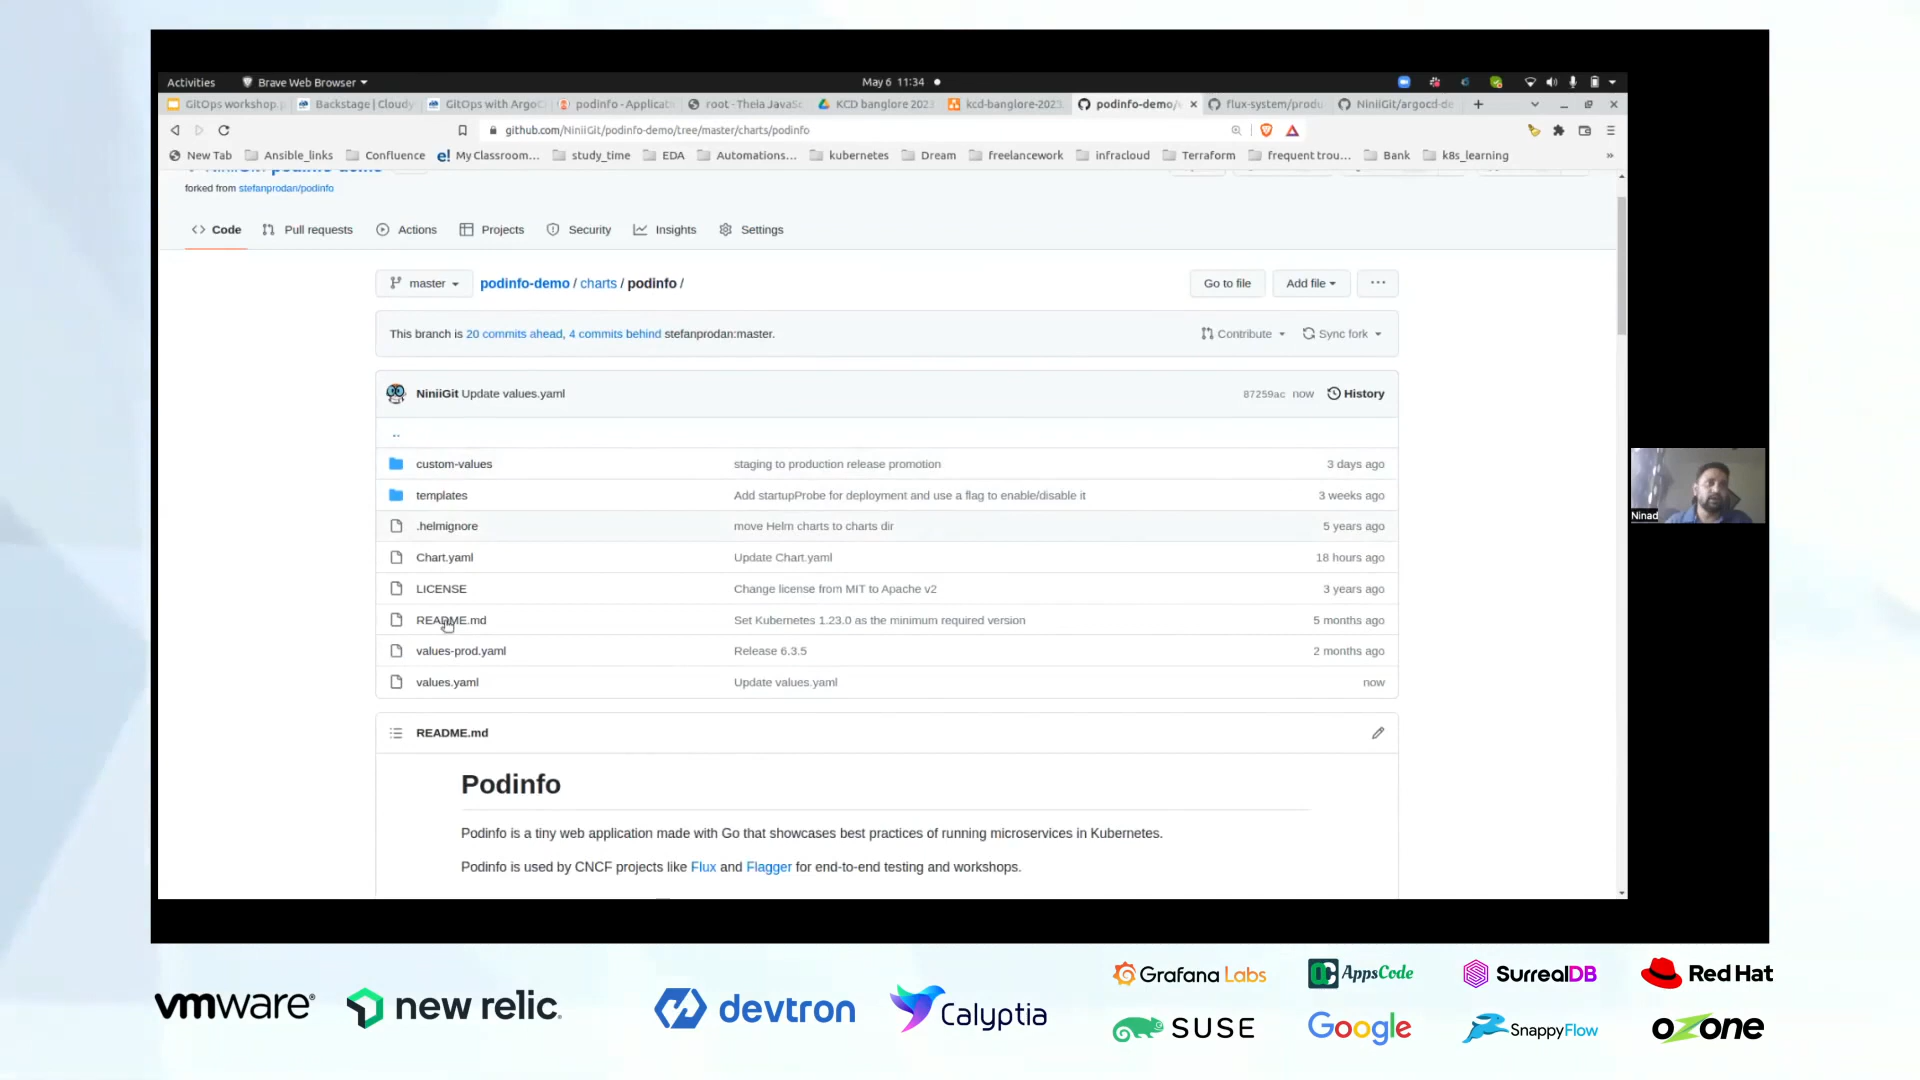 Activities Brave Web Browser May 6 11:34
GitOps workshop.p Backstage | Cloudy GitOps with ArgoC podinfo - Applicat root - Theia JavaSc KCD banglore 2023 kcd-banglore-2023. podinfo-demo/ flux-system/produ NiniiGit/argocd-de
github.com/NiniiGit/podinfo-demo/tree/master/charts/podinfo
New Tab Ansible_links Confluence e! My Classroom... study_time EDA Automations... kubernetes Dream freelancework infracloud Terraform frequent trou... Bank k8s_learning »
NiniiGit/podinfo-demo
forked from stefanprodan/podinfo
Code Pull requests Actions Projects Security Insights Settings
master podinfo-demo / charts / podinfo / Go to file Add file ...
This branch is 20 commits ahead, 4 commits behind stefanprodan:master. Contribute Sync fork
NiniiGit Update values.yaml 87259ac now History
..
custom-values staging to production release promotion 3 days ago
templates Add startupProbe for deployment and use a flag to enable/disable it 3 weeks ago
.helmignore move Helm charts to charts dir 5 years ago
Chart.yaml Update Chart.yaml 18 hours ago
LICENSE Change license from MIT to Apache v2 3 years ago
README.md Set Kubernetes 1.23.0 as the minimum required version 5 months ago
values-prod.yaml Release 6.3.5 2 months ago
values.yaml Update values.yaml now
README.md
Podinfo
Podinfo is a tiny web application made with Go that showcases best practices of running microservices in Kubernetes.
Podinfo is used by CNCF projects like Flux and Flagger for end-to-end testing and workshops.
Ninad
vmware new relic. devtron Calyptia
Grafana Labs AppsCode SurrealDB Red Hat
SUSE Google SnappyFlow ozone